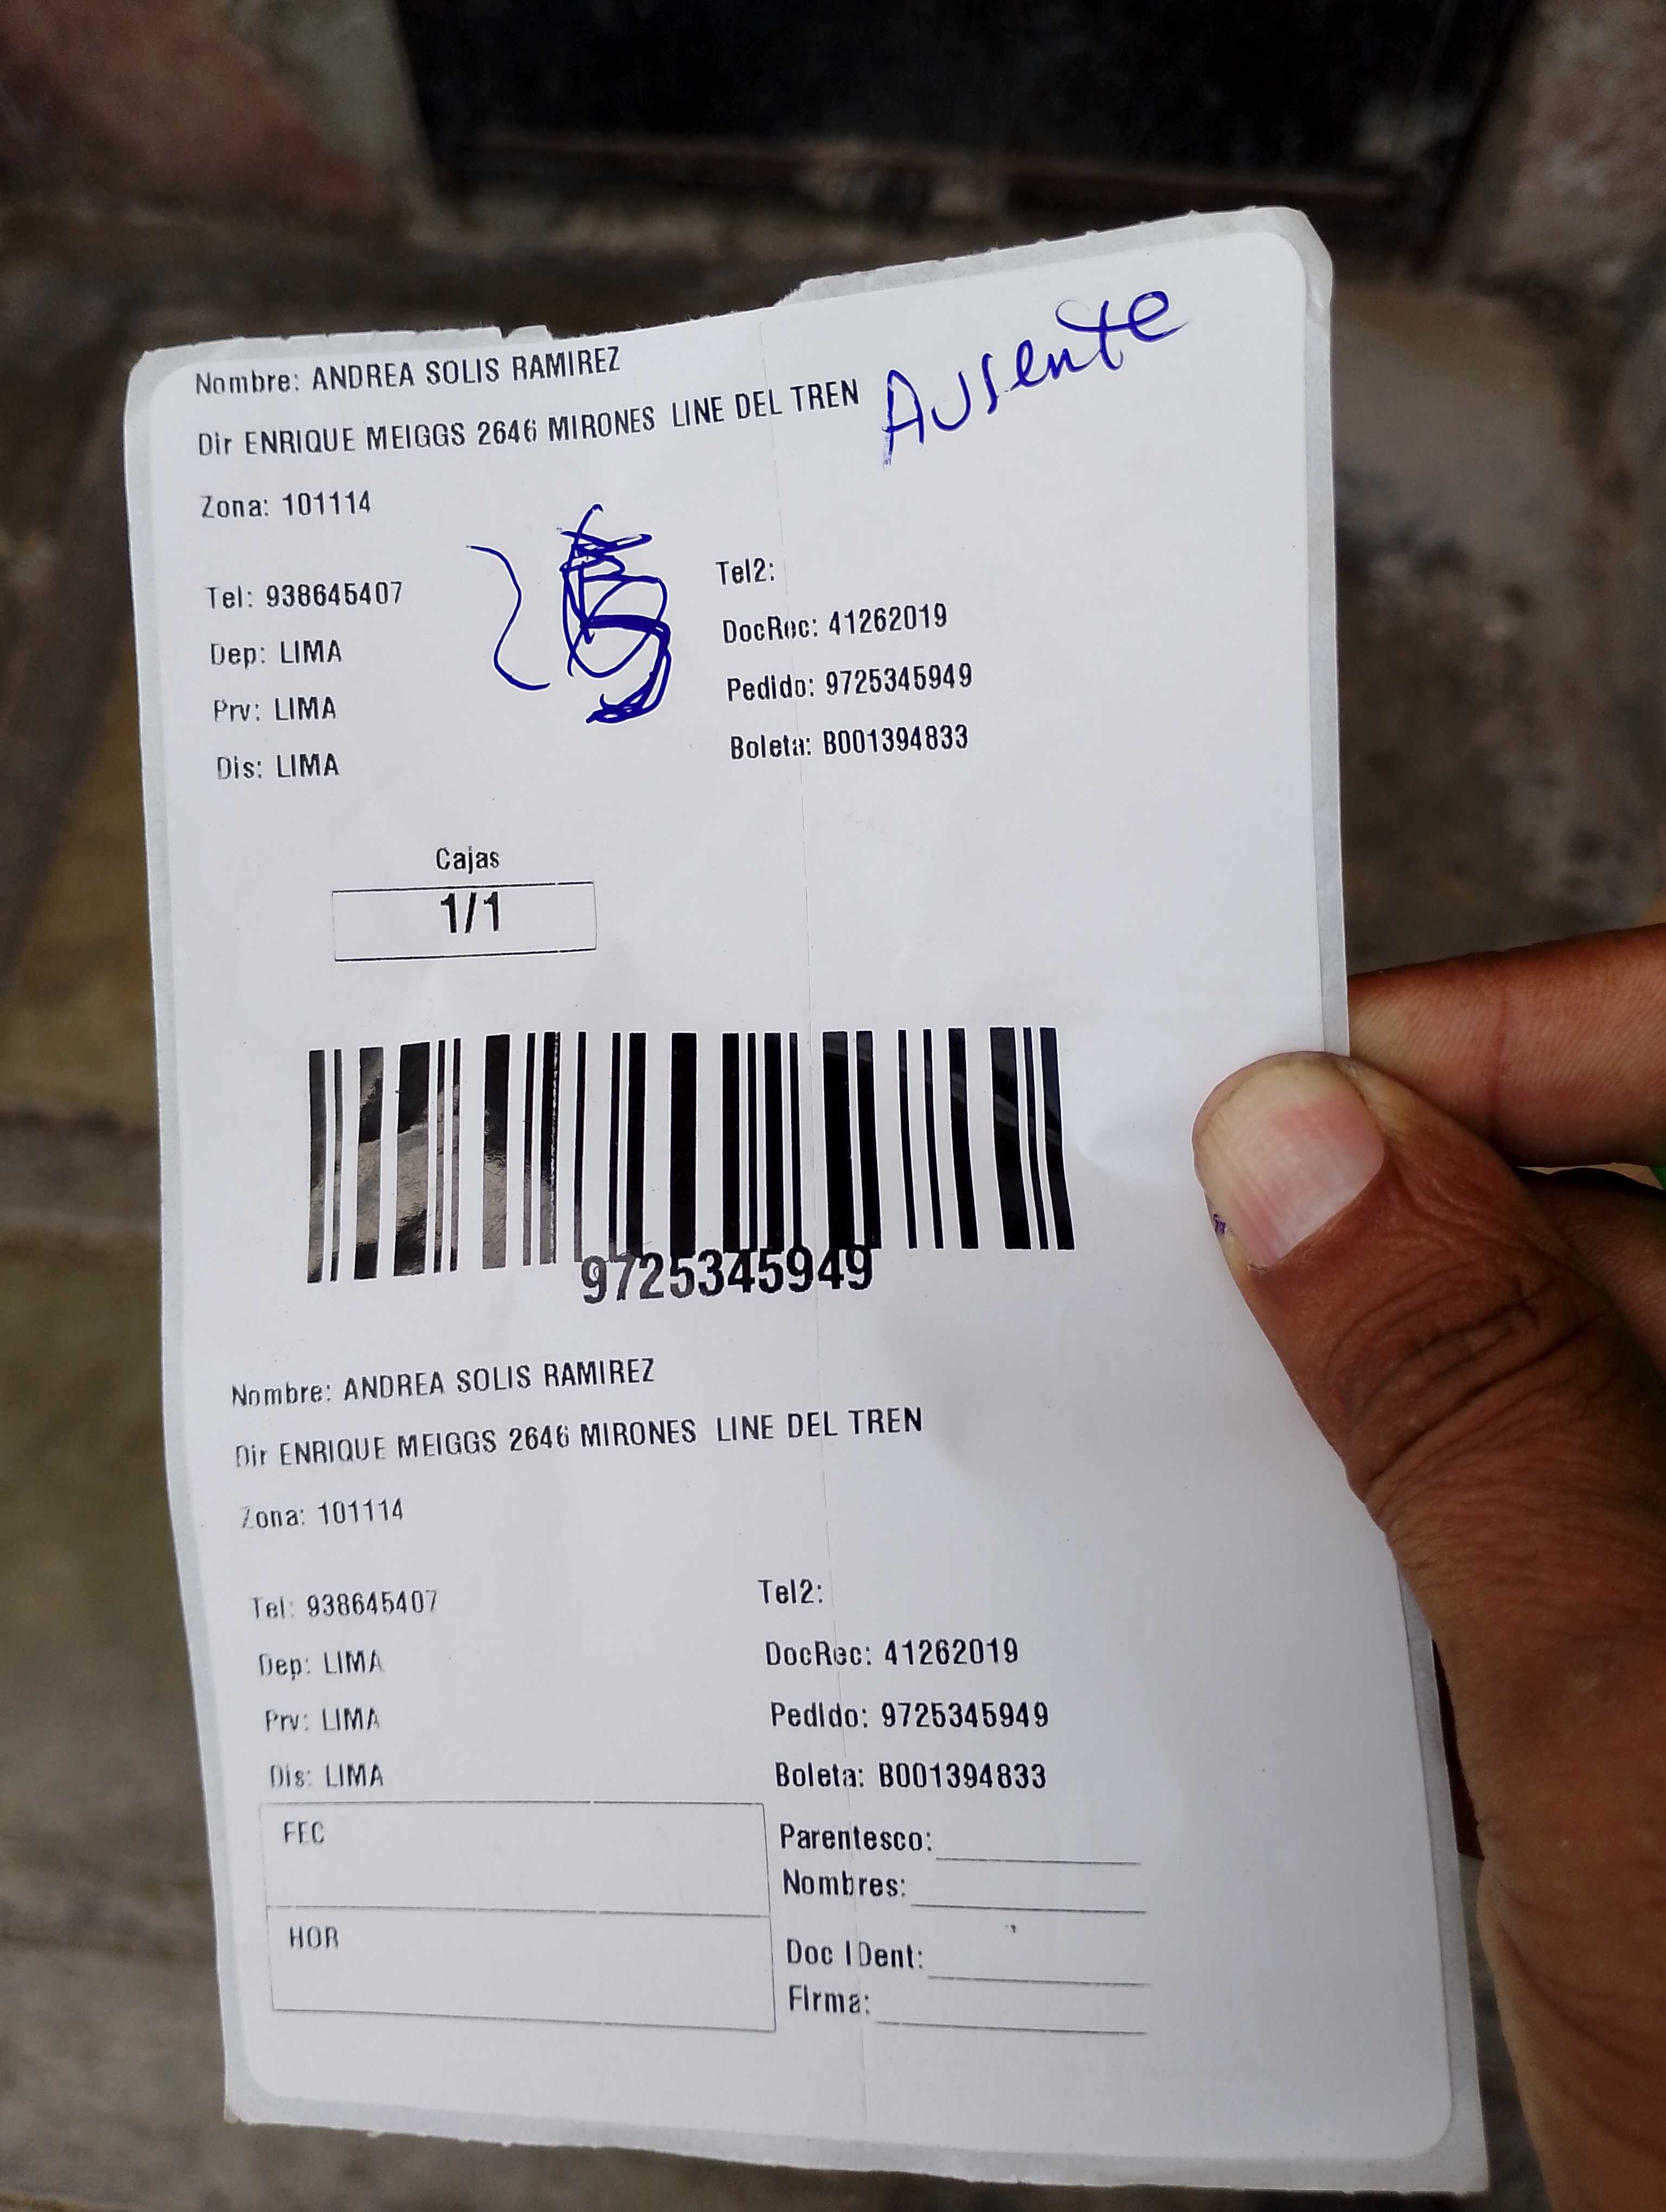 Nombre: ANDREA SOLIS RAMIREZ
Dir ENRIQUE MEIGGS 2646 MIRONES LINE DEL TREN
Ausente
Zona: 101114
Tel: 938645407
Tel2:
Dep: LIMA
DocRec: 41262019
Prv: LIMA
Pedido: 9725345949
Dis: LIMA
Boleta: B001394833
Cajas
1/1
9725345949
Nombre: ANDREA SOLIS RAMIREZ
Dir ENRIQUE MEIGGS 2646 MIRONES LINE DEL TREN
Zona: 101114
Tel: 938645407
Tel2:
Dep: LIMA
DocRec: 41262019
Prv: LIMA
Pedido: 9725345949
Dis: LIMA
Boleta: B001394833
FEC
Parentesco:
Nombres:
HOR
Doc IDent:
Firma: